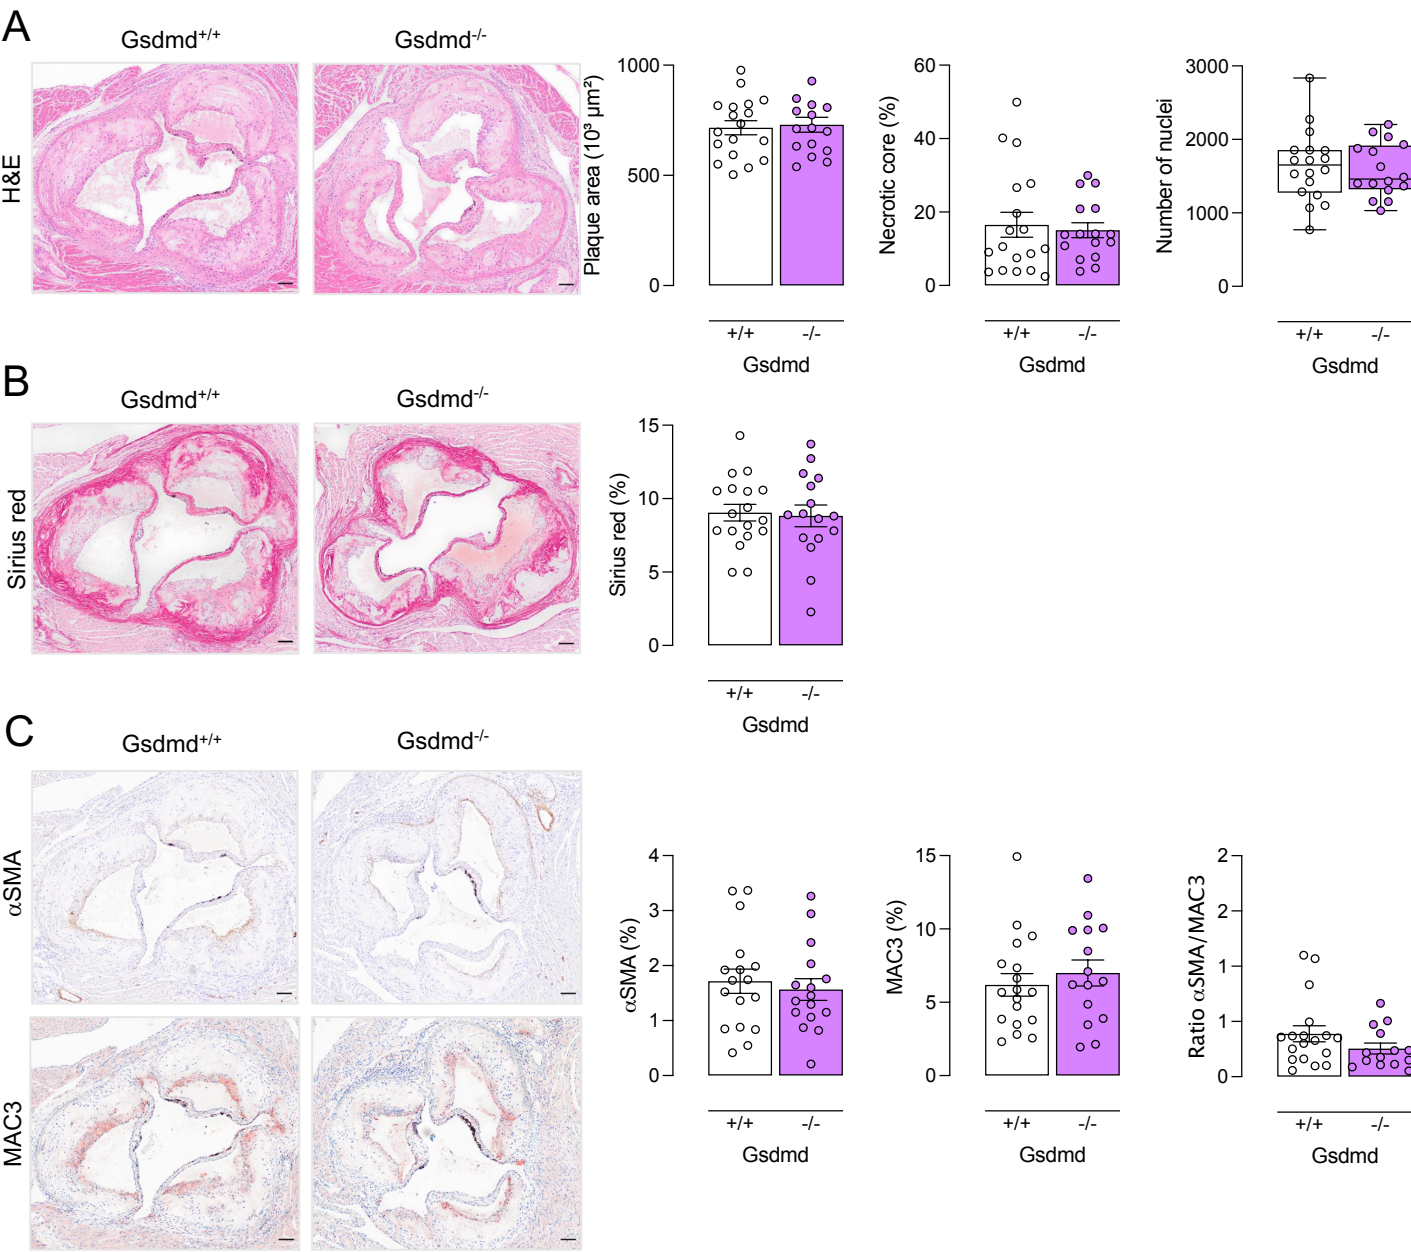 A
Gsdmd+/+
Gsdmd-/-
H&E
Plaque area (10³ µm²)
1000
500
0
+/+
-/-
Gsdmd
Necrotic core (%)
60
40
20
0
+/+
-/-
Gsdmd
Number of nuclei
3000
2000
1000
0
+/+
-/-
Gsdmd
B
Gsdmd+/+
Gsdmd-/-
Sirius red
Sirius red (%)
15
10
5
0
+/+
-/-
Gsdmd
C
Gsdmd+/+
Gsdmd-/-
αSMA
MAC3
αSMA (%)
4
3
2
1
0
+/+
-/-
Gsdmd
MAC3 (%)
15
10
5
0
+/+
-/-
Gsdmd
Ratio αSMA/MAC3
2
2
1
1
0
+/+
-/-
Gsdmd